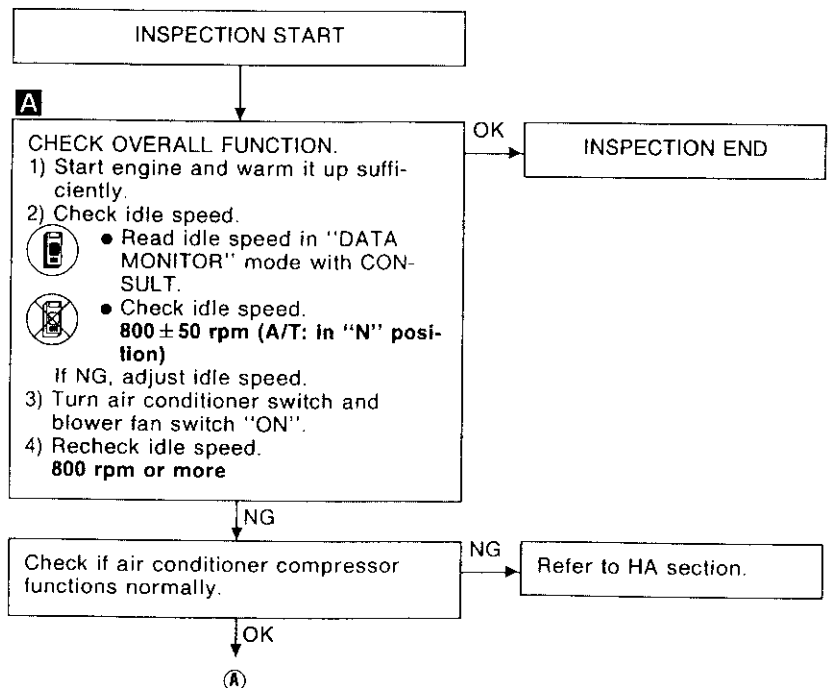 INSPECTION START
A
CHECK OVERALL FUNCTION.
1) Start engine and warm it up suffi-
ciently.
2) Check idle speed.
● Read idle speed in "DATA
MONITOR" mode with CON-
SULT.
● Check idle speed.
800 ± 50 rpm (A/T: in "N" posi-
tion)
If NG, adjust idle speed.
3) Turn air conditioner switch and
blower fan switch "ON".
4) Recheck idle speed.
800 rpm or more
OK
INSPECTION END
NG
Check if air conditioner compressor
functions normally.
NG
Refer to HA section.
OK
Ⓐ